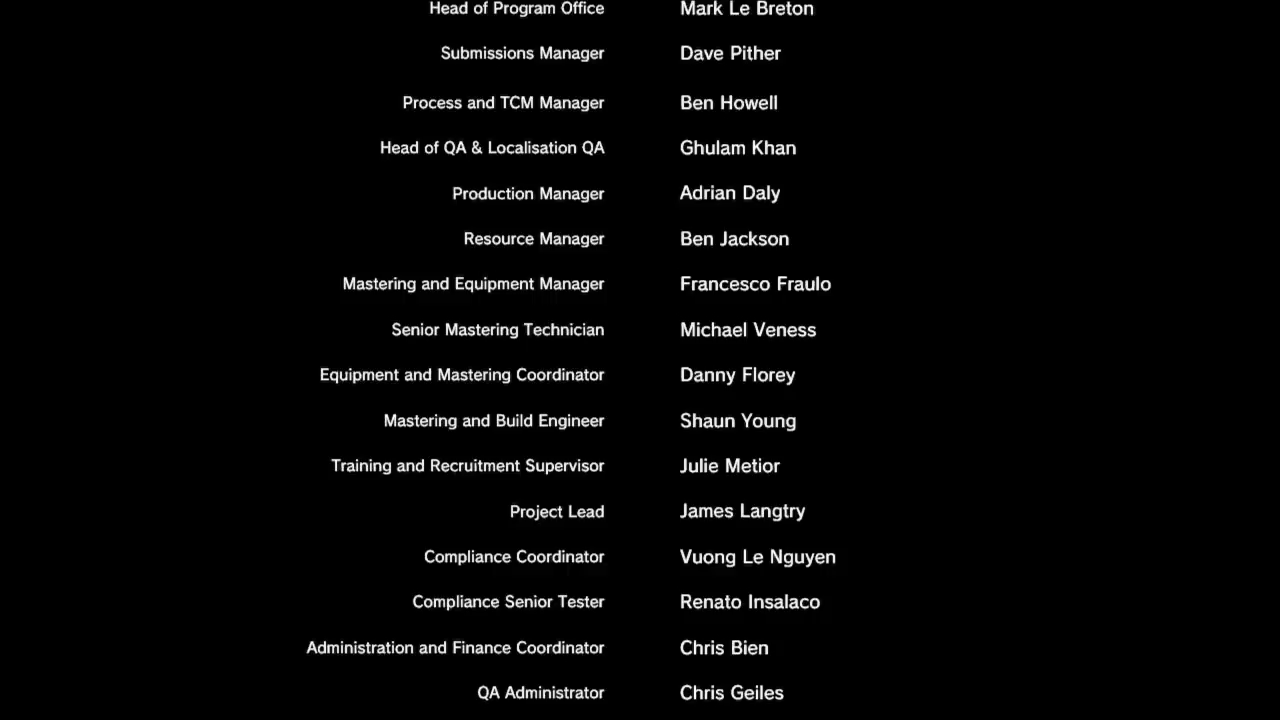 Head of Program Office Mark Le Breton
Submissions Manager Dave Pither
Process and TCM Manager Ben Howell
Head of QA & Localisation QA Ghulam Khan
Production Manager Adrian Daly
Resource Manager Ben Jackson
Mastering and Equipment Manager Francesco Fraulo
Senior Mastering Technician Michael Veness
Equipment and Mastering Coordinator Danny Florey
Mastering and Build Engineer Shaun Young
Training and Recruitment Supervisor Julie Metior
Project Lead James Langtry
Compliance Coordinator Vuong Le Nguyen
Compliance Senior Tester Renato Insalaco
Administration and Finance Coordinator Chris Bien
QA Administrator Chris Geiles